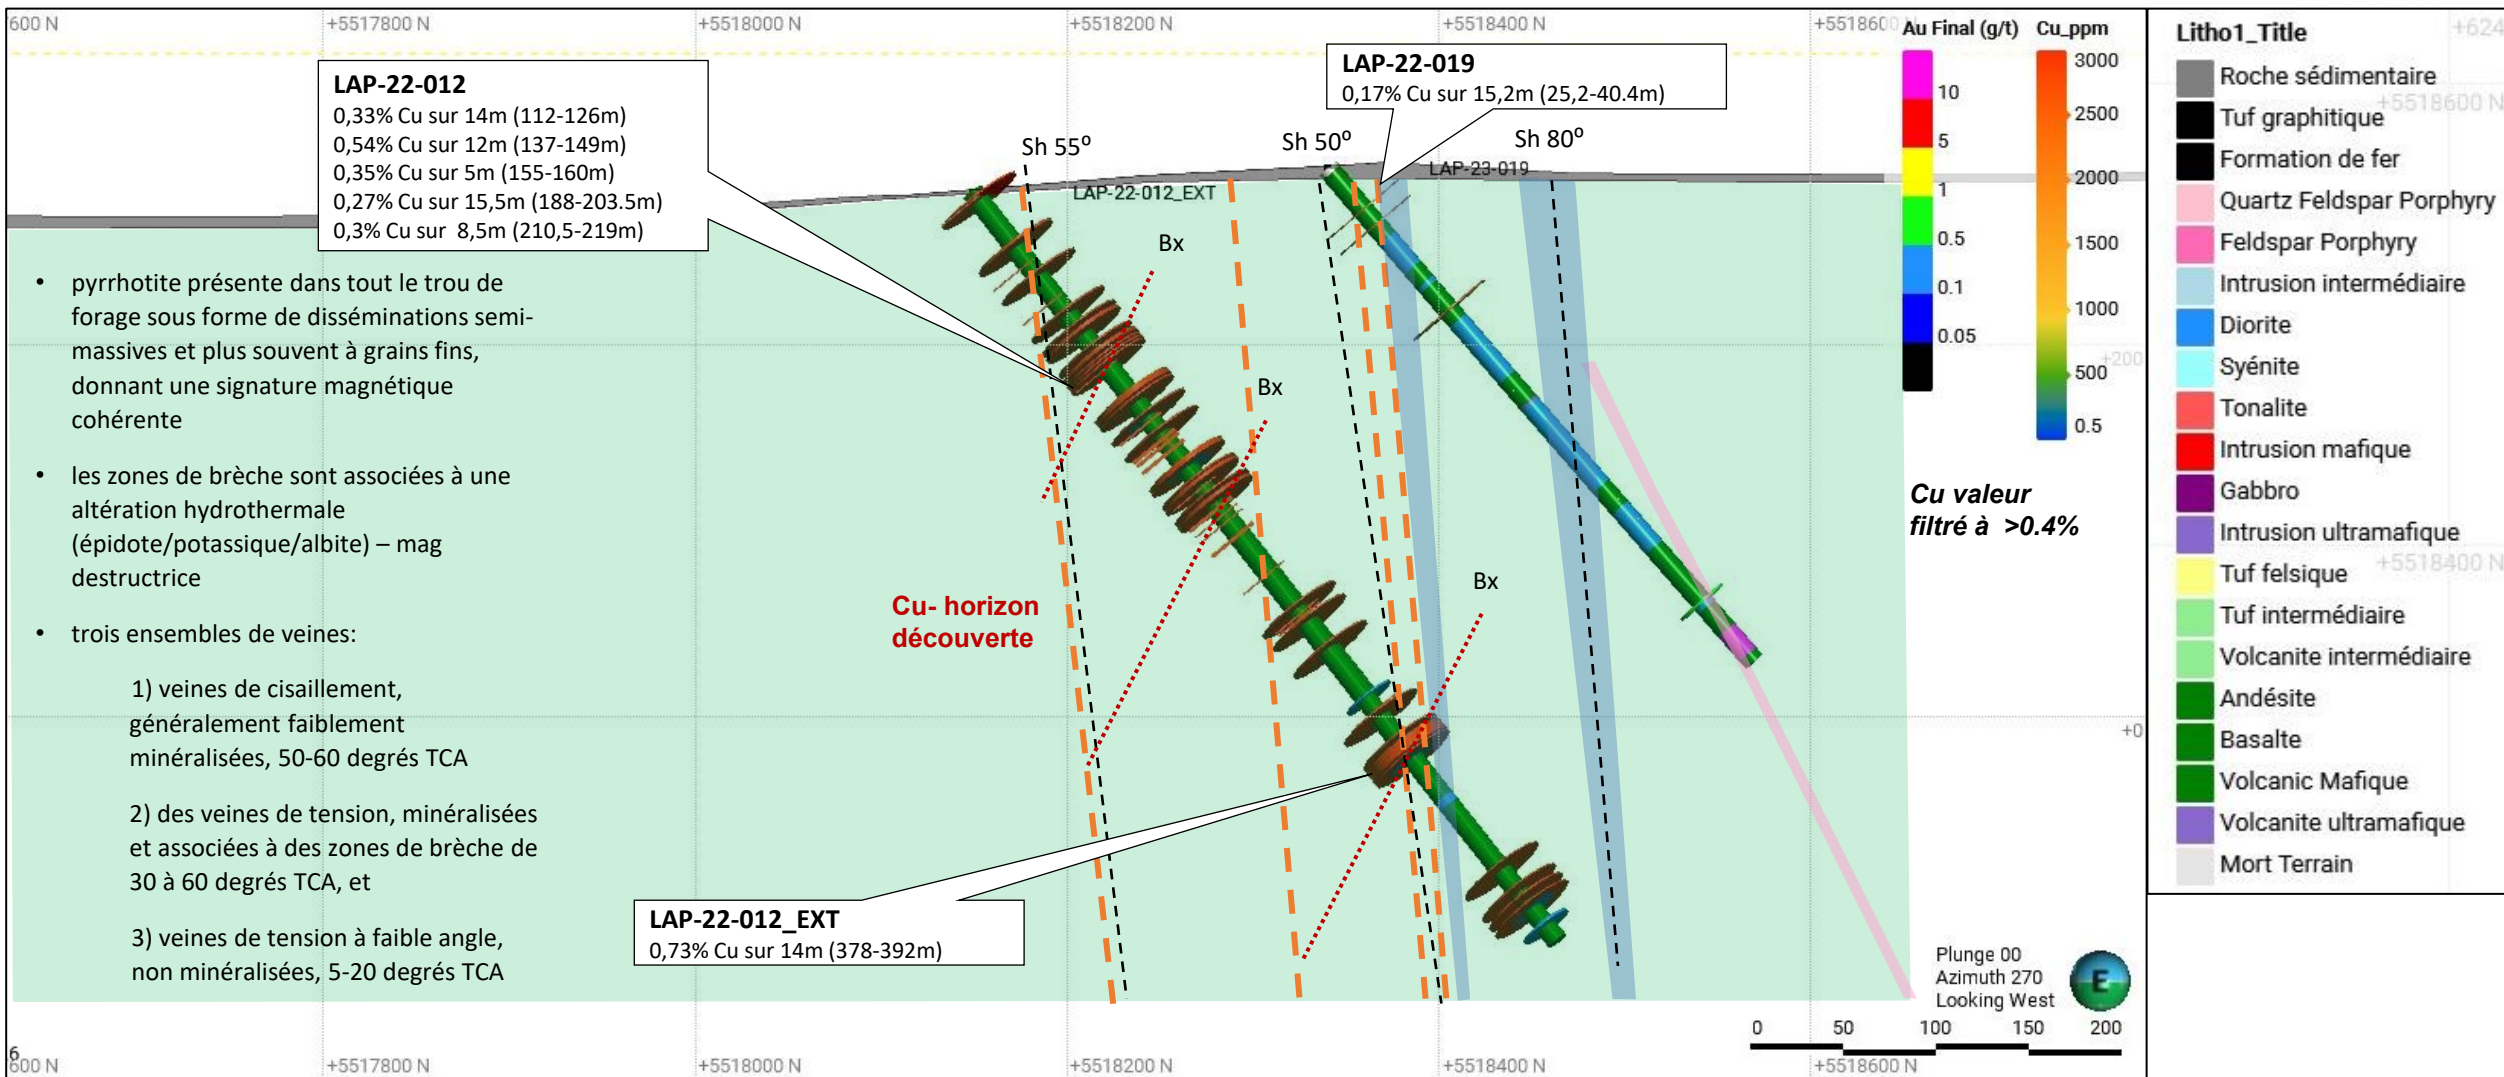 600 N
+5517800 N
+5518000 N
+5518200 N
+5518400 N
+5518600
LAP-22-012
0,33% Cu sur 14m (112-126m)
0,54% Cu sur 12m (137-149m)
0,35% Cu sur 5m (155-160m)
0,27% Cu sur 15,5m (188-203.5m)
0,3% Cu sur 8,5m (210,5-219m)
LAP-22-019
0,17% Cu sur 15,2m (25,2-40.4m)
Sh 55º
Sh 50º
Sh 80º
LAP-22-012_EXT
LAP-23-019
Bx
Bx
Bx
• pyrrhotite présente dans tout le trou de
forage sous forme de disséminations semi-
massives et plus souvent à grains fins,
donnant une signature magnétique
cohérente
• les zones de brèche sont associées à une
altération hydrothermale
(épidote/potassique/albite) – mag
destructrice
• trois ensembles de veines:
1) veines de cisaillement,
généralement faiblement
minéralisées, 50-60 degrés TCA
2) des veines de tension, minéralisées
et associées à des zones de brèche de
30 à 60 degrés TCA, et
3) veines de tension à faible angle,
non minéralisées, 5-20 degrés TCA
Cu- horizon
découverte
LAP-22-012_EXT
0,73% Cu sur 14m (378-392m)
Au Final (g/t)
10
5
1
0.5
0.1
0.05
Cu_ppm
3000
2500
2000
1500
1000
500
0.5
+200
+0
Cu valeur
filtré à >0.4%
Plunge 00
Azimuth 270
Looking West
E
0 50 100 150 200
6
600 N
+5517800 N
+5518000 N
+5518200 N
+5518400 N
+5518600 N
Litho1_Title
+624
Roche sédimentaire
+5518600 N
Tuf graphitique
Formation de fer
Quartz Feldspar Porphyry
Feldspar Porphyry
Intrusion intermédiaire
Diorite
Syénite
Tonalite
Intrusion mafique
Gabbro
Intrusion ultramafique
Tuf felsique
+5518400 N
Tuf intermédiaire
Volcanite intermédiaire
Andésite
Basalte
Volcanic Mafique
Volcanite ultramafique
Mort Terrain